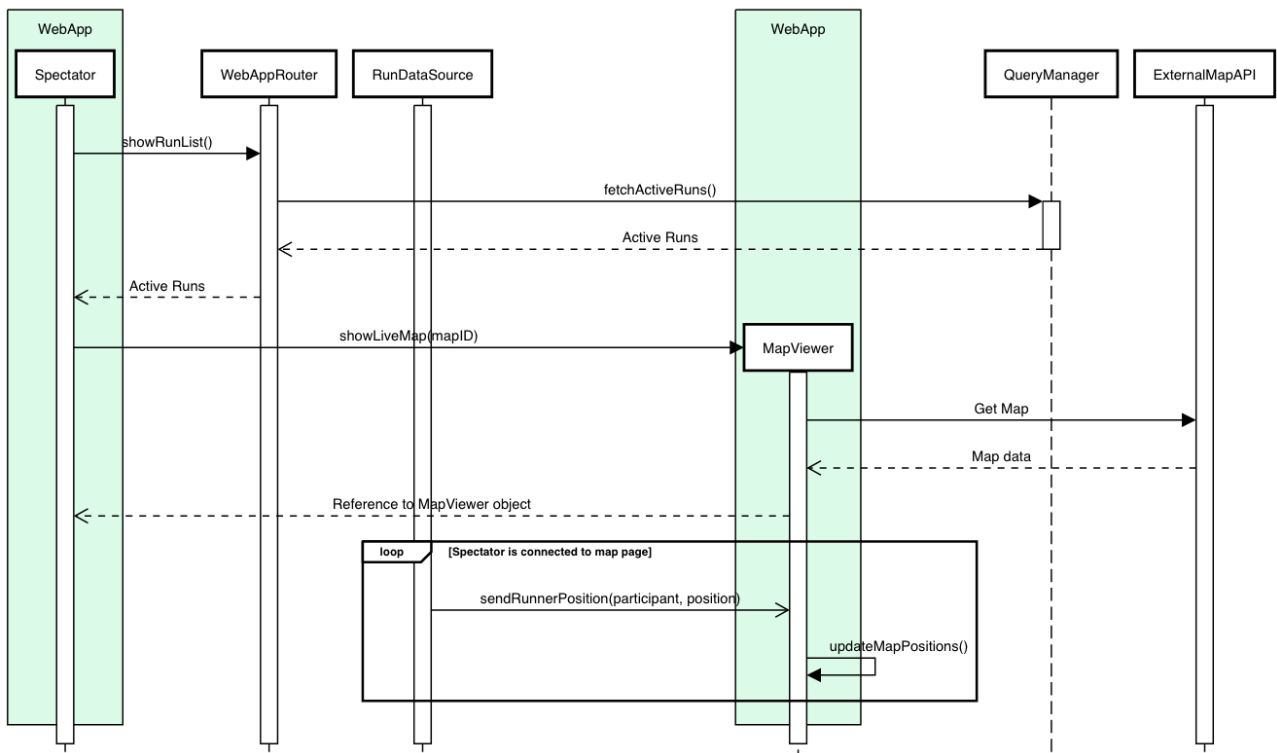 WebApp
WebApp
Spectator
WebAppRouter
RunDataSource
QueryManager
ExternalMapAPI
showRunList()
fetchActiveRuns()
Active Runs
Active Runs
showLiveMap(mapID)
MapViewer
Get Map
Map data
Reference to MapViewer object
loop
[Spectator is connected to map page]
sendRunnerPosition(participant, position)
updateMapPositions()